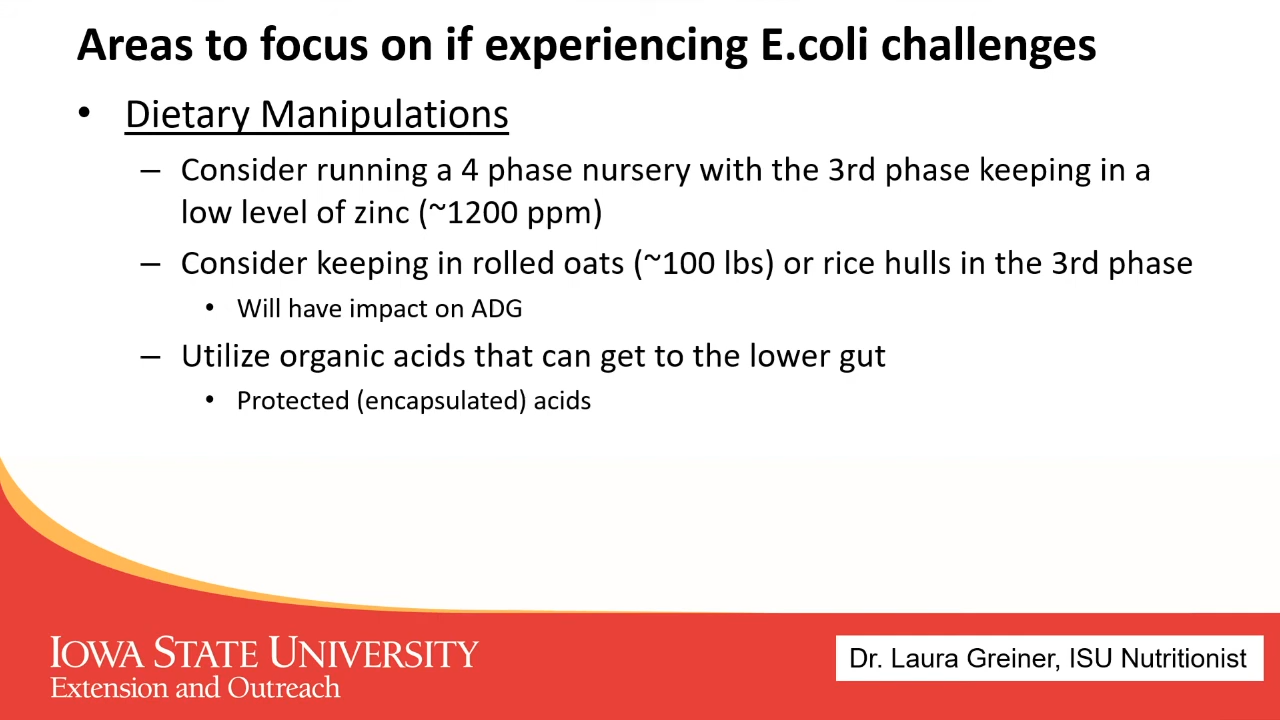 Areas to focus on if experiencing E.coli challenges
• Dietary Manipulations
– Consider running a 4 phase nursery with the 3rd phase keeping in a
low level of zinc (~1200 ppm)
– Consider keeping in rolled oats (~100 lbs) or rice hulls in the 3rd phase
• Will have impact on ADG
– Utilize organic acids that can get to the lower gut
• Protected (encapsulated) acids
IOWA STATE UNIVERSITY
Extension and Outreach
Dr. Laura Greiner, ISU Nutritionist